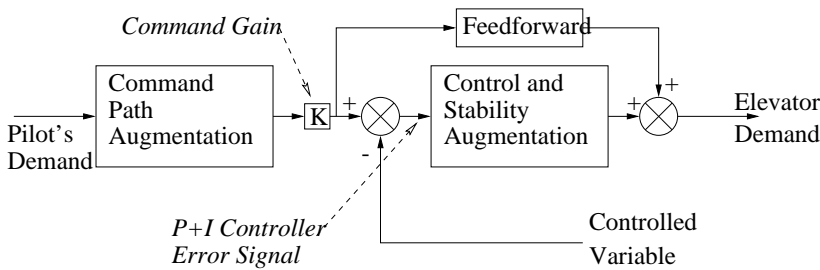 Command Gain
Feedforward
+
Command
Path
Augmentation
K
+
-
Control and
Stability
Augmentation
+
Pilot's
Demand
Elevator
Demand
P+I Controller
Error Signal
Controlled
Variable